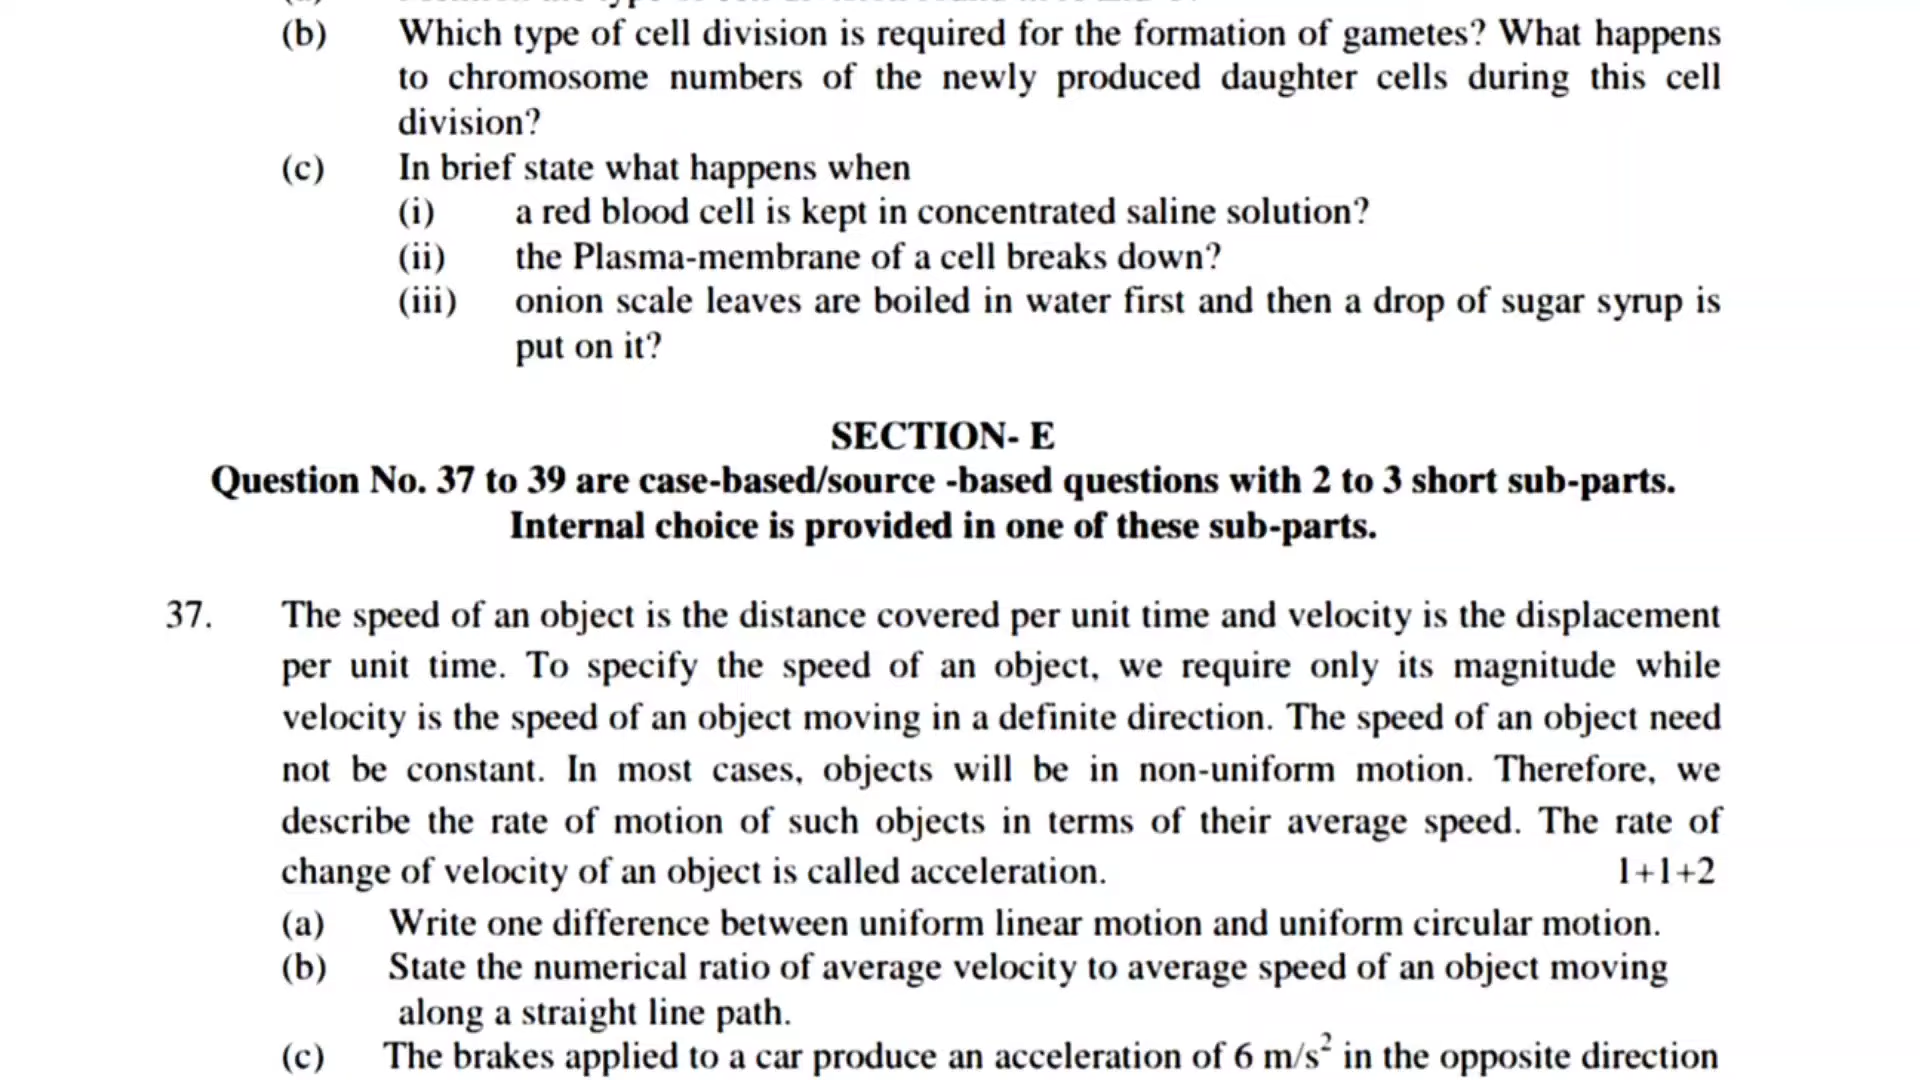 (b) Which type of cell division is required for the formation of gametes? What happens
to chromosome numbers of the newly produced daughter cells during this cell
division?
(c) In brief state what happens when
(i) a red blood cell is kept in concentrated saline solution?
(ii) the Plasma-membrane of a cell breaks down?
(iii) onion scale leaves are boiled in water first and then a drop of sugar syrup is
put on it?
SECTION- E
Question No. 37 to 39 are case-based/source -based questions with 2 to 3 short sub-parts.
Internal choice is provided in one of these sub-parts.
37. The speed of an object is the distance covered per unit time and velocity is the displacement
per unit time. To specify the speed of an object, we require only its magnitude while
velocity is the speed of an object moving in a definite direction. The speed of an object need
not be constant. In most cases, objects will be in non-uniform motion. Therefore, we
describe the rate of motion of such objects in terms of their average speed. The rate of
change of velocity of an object is called acceleration. 1+1+2
(a) Write one difference between uniform linear motion and uniform circular motion.
(b) State the numerical ratio of average velocity to average speed of an object moving
along a straight line path.
(c) The brakes applied to a car produce an acceleration of 6 m/s² in the opposite direction